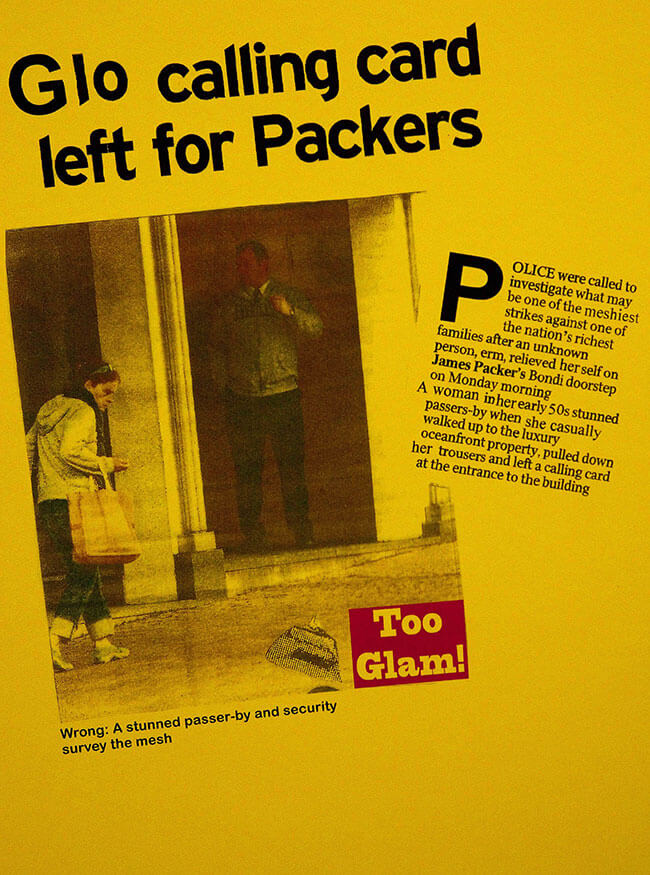 Glo calling card
left for Packers
POLICE were called to
investigate what may
be one of the meshiest
strikes against one of
the nation's richest
families after an unknown
person, erm, relieved herself on
James Packer's Bondi doorstep
on Monday morning
A woman in her early 50s stunned
passers-by when she casually
walked up to the luxury
oceanfront property, pulled down
her trousers and left a calling card
at the entrance to the building
Too
Glam!
Wrong: A stunned passer-by and security
survey the mesh